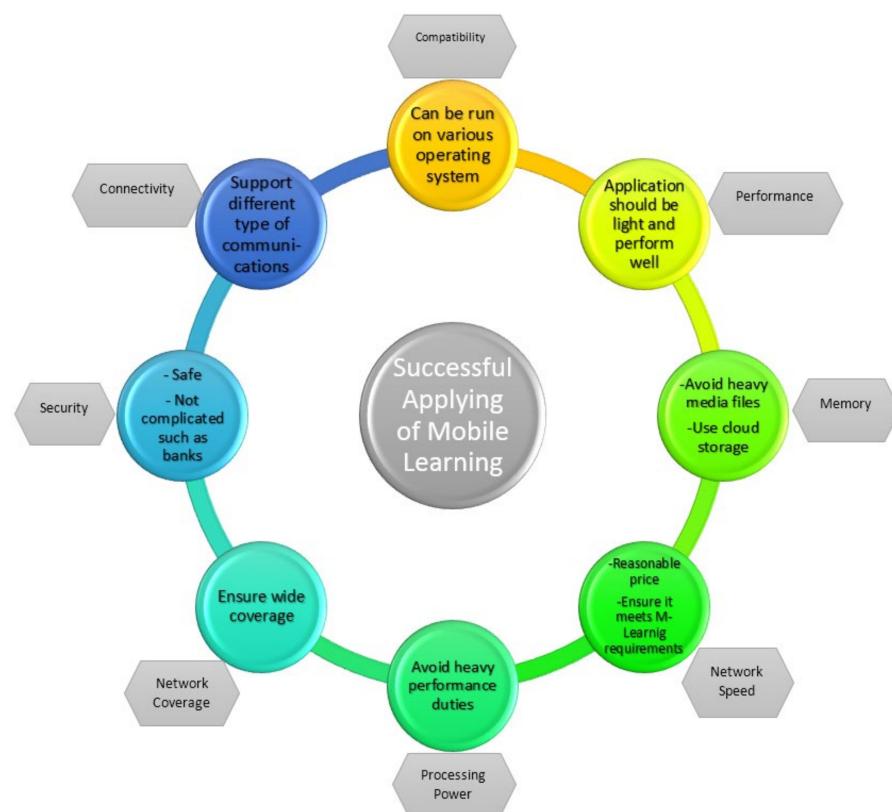 Compatibility
Can be run
on various
operating
system
Connectivity
Support
different
type of
communi-
cations
Application
should be
light and
perform
well
Performance
Security
- Safe
- Not
complicated
such as
banks
Successful
Applying
of Mobile
Learning
-Avoid heavy
media files
-Use cloud
storage
Memory
Ensure wide
coverage
Network
Coverage
Avoid heavy
performance
duties
Processing
Power
-Reasonable
price
-Ensure it
meets M-
Learnig
requirements
Network
Speed